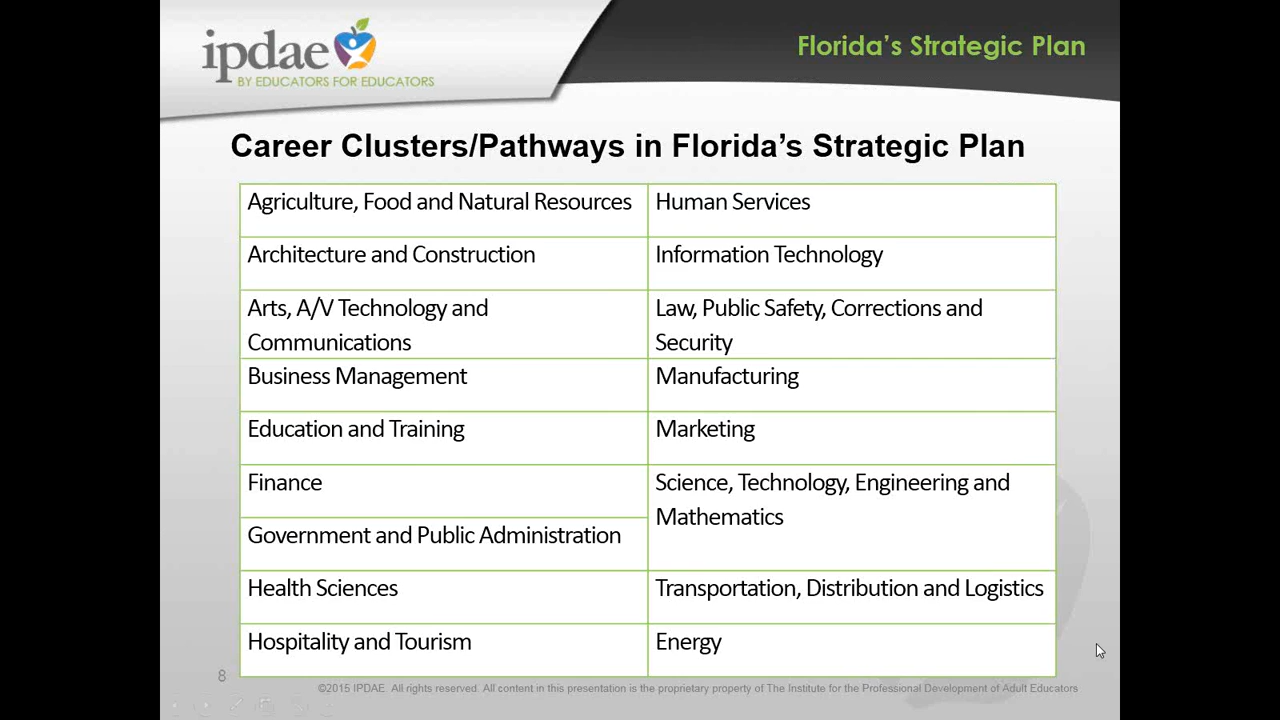 ipdae
BY EDUCATORS FOR EDUCATORS
Florida's Strategic Plan
Career Clusters/Pathways in Florida's Strategic Plan
Agriculture, Food and Natural Resources
Human Services
Architecture and Construction
Information Technology
Arts, A/V Technology and
Communications
Law, Public Safety, Corrections and
Security
Business Management
Manufacturing
Education and Training
Marketing
Finance
Science, Technology, Engineering and
Mathematics
Government and Public Administration
Health Sciences
Transportation, Distribution and Logistics
Hospitality and Tourism
Energy
8
©2015 IPDAE. All rights reserved. All content in this presentation is the proprietary property of The Institute for the Professional Development of Adult Educators